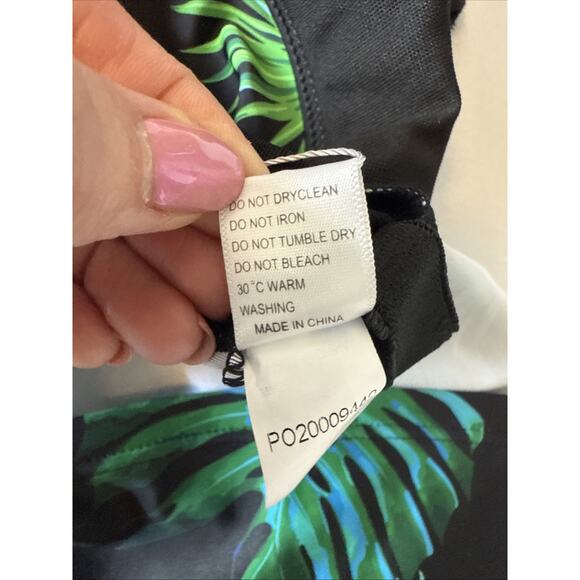 DO NOT DRYCLEAN
DO NOT IRON
DO NOT TUMBLE DRY
DO NOT BLEACH
30°C WARM
WASHING
MADE IN CHINA